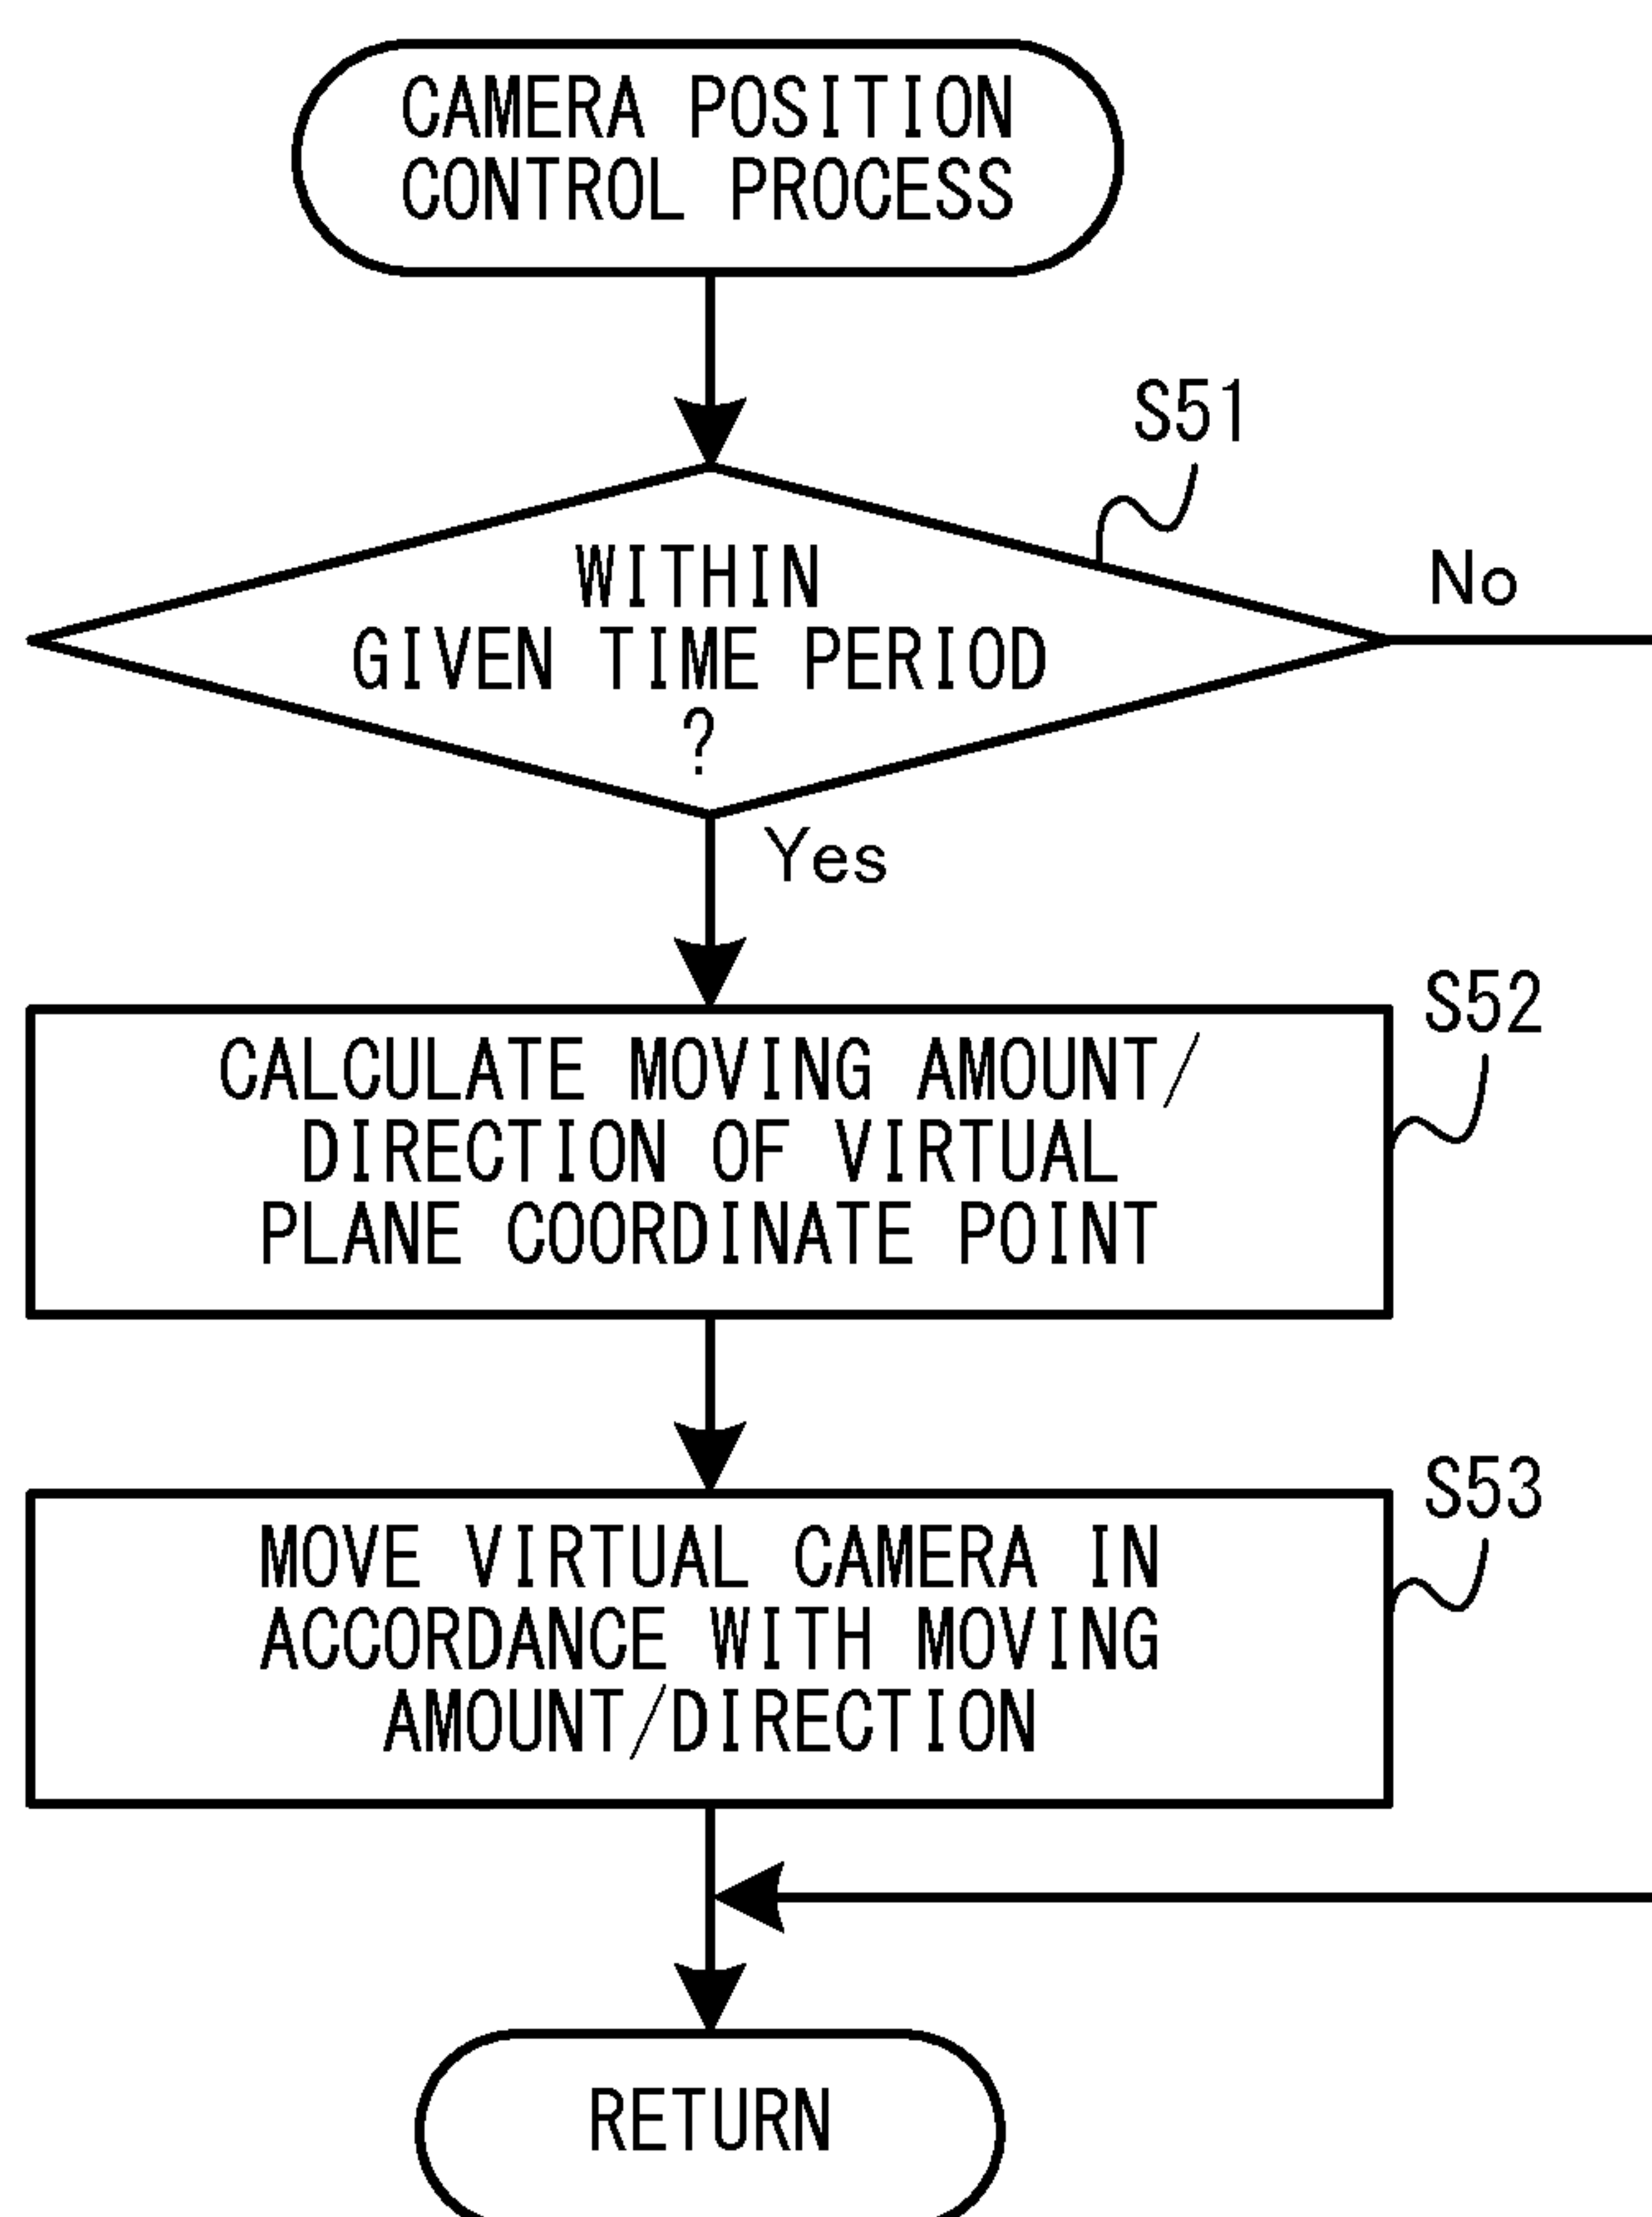 CAMERA POSITION
CONTROL PROCESS
S51
WITHIN
GIVEN TIME PERIOD
?
No
Yes
S52
CALCULATE MOVING AMOUNT/
DIRECTION OF VIRTUAL
PLANE COORDINATE POINT
S53
MOVE VIRTUAL CAMERA IN
ACCORDANCE WITH MOVING
AMOUNT/DIRECTION
RETURN